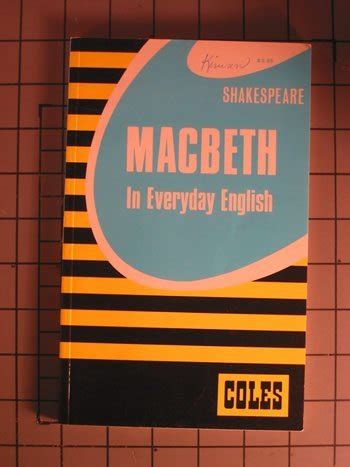 SHAKESPEARE
MACBETH
In Everyday English
COLES